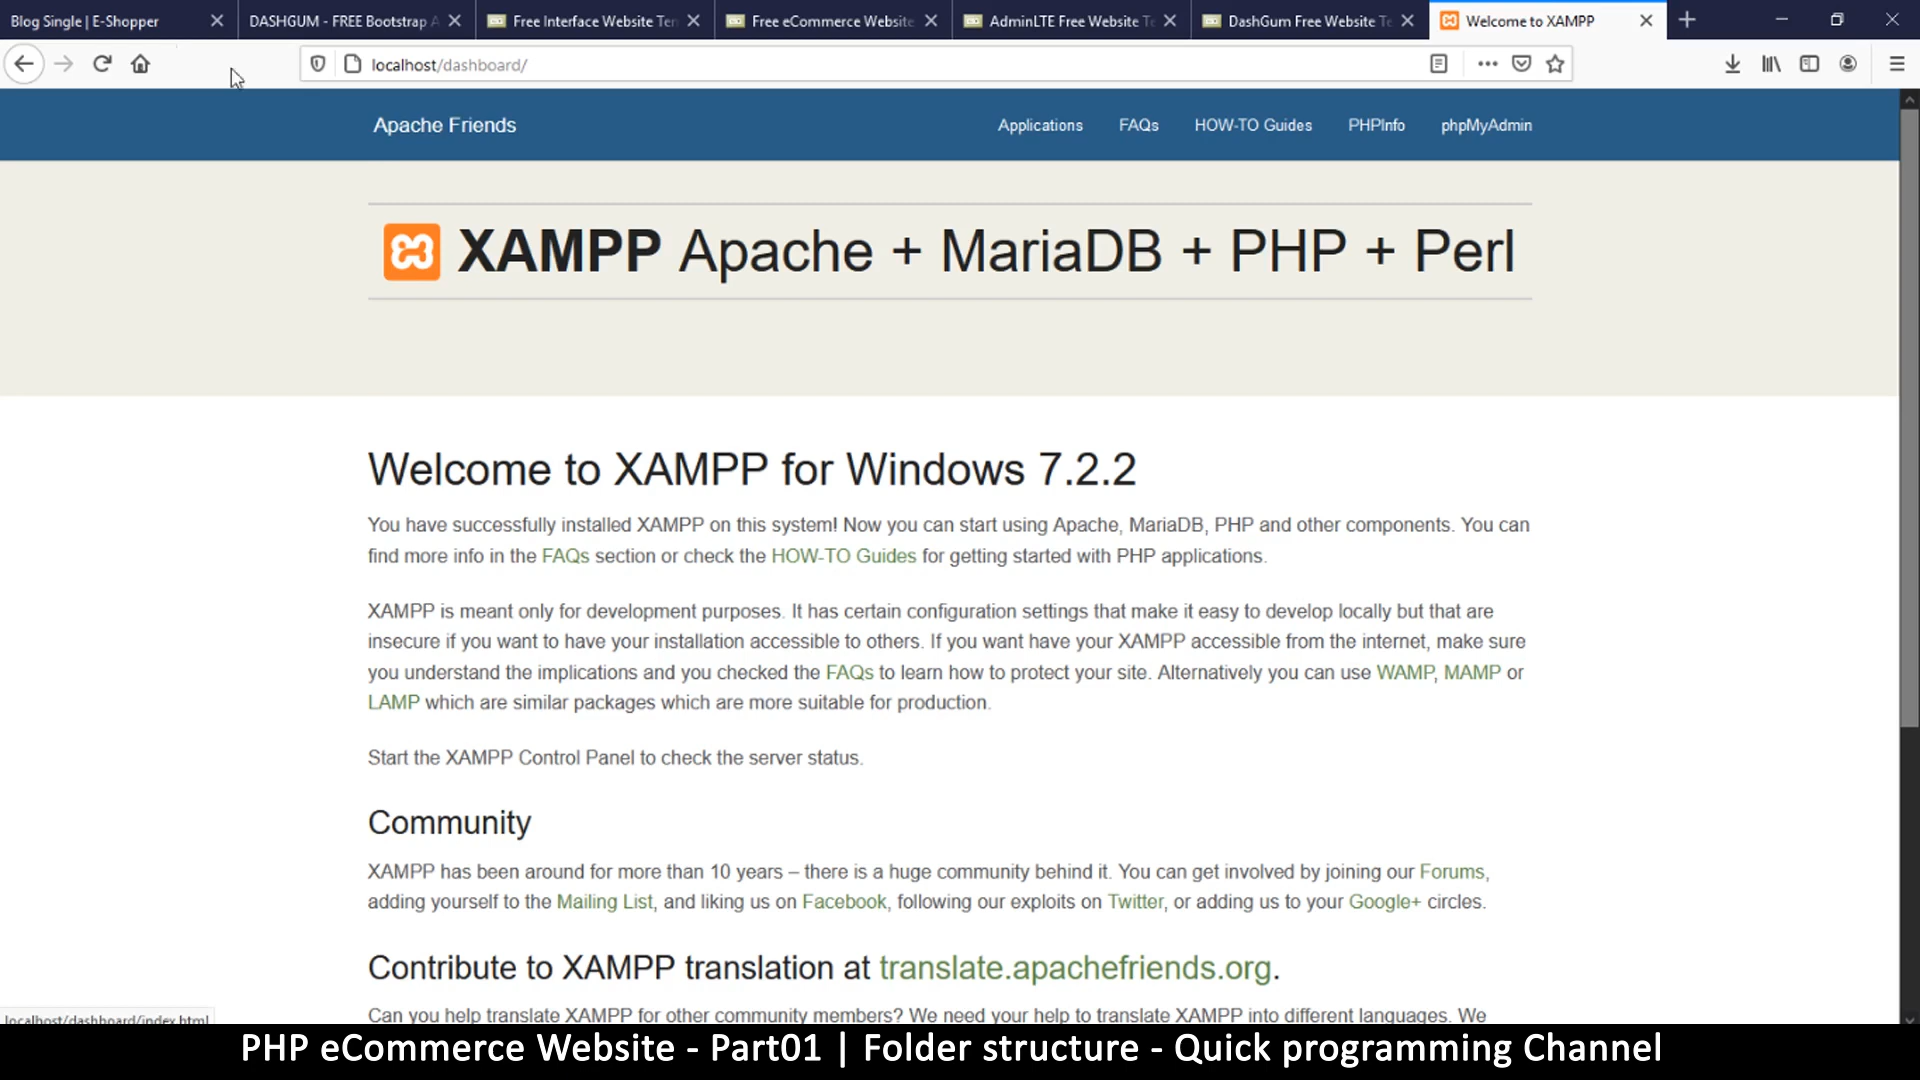 Blog Single | E-Shopper
DASHGUM - FREE Bootstrap A
Free Interface Website Ten
Free eCommerce Website
AdminLTE Free Website Te
DashGum Free Website Te
Welcome to XAMPP
localhost/dashboard/
Apache Friends
Applications
FAQs
HOW-TO Guides
PHPInfo
phpMyAdmin
XAMPP Apache + MariaDB + PHP + Perl
Welcome to XAMPP for Windows 7.2.2
You have successfully installed XAMPP on this system! Now you can start using Apache, MariaDB, PHP and other components. You can
find more info in the FAQs section or check the HOW-TO Guides for getting started with PHP applications.
XAMPP is meant only for development purposes. It has certain configuration settings that make it easy to develop locally but that are
insecure if you want to have your installation accessible to others. If you want have your XAMPP accessible from the internet, make sure
you understand the implications and you checked the FAQs to learn how to protect your site. Alternatively you can use WAMP, MAMP or
LAMP which are similar packages which are more suitable for production.
Start the XAMPP Control Panel to check the server status.
Community
XAMPP has been around for more than 10 years – there is a huge community behind it. You can get involved by joining our Forums,
adding yourself to the Mailing List, and liking us on Facebook, following our exploits on Twitter, or adding us to your Google+ circles.
Contribute to XAMPP translation at translate.apachefriends.org.
Can you help translate XAMPP for other community members? We need your help to translate XAMPP into different languages. We
localhost/dashboard/index.html
PHP eCommerce Website - Part01 | Folder structure - Quick programming Channel